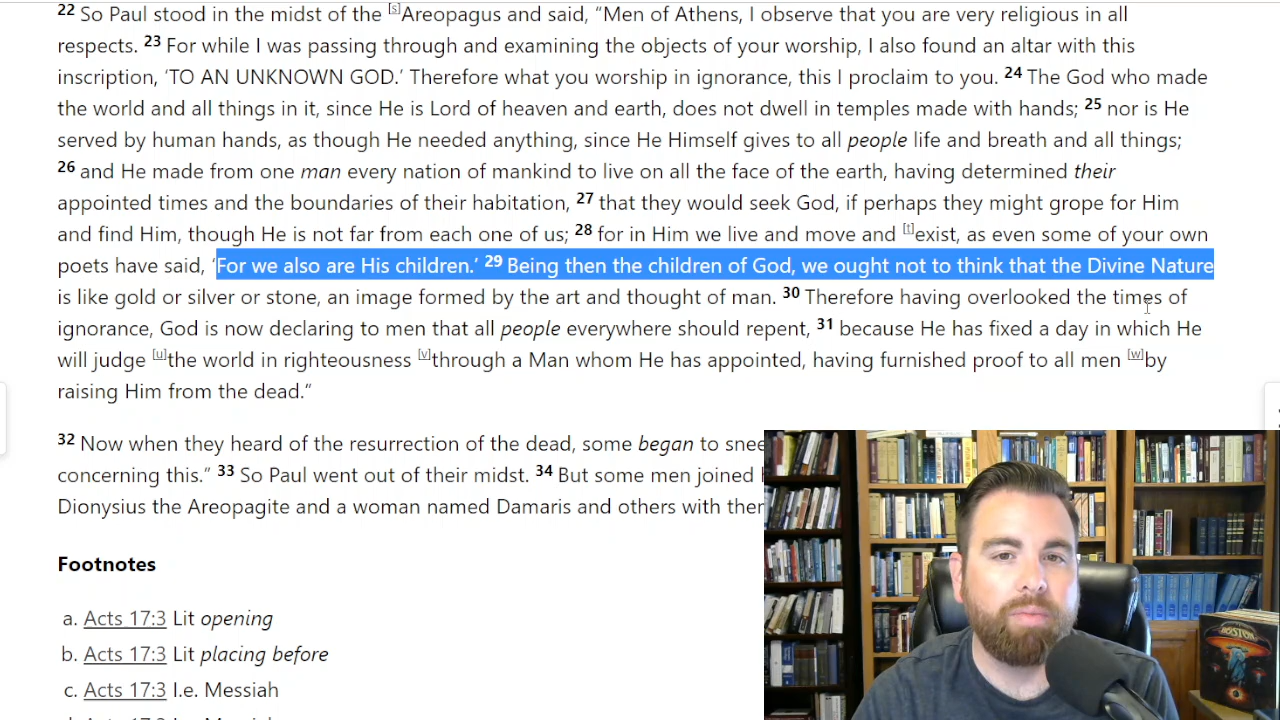 22 So Paul stood in the midst of the [s]Areopagus and said, “Men of Athens, I observe that you are very religious in all
respects. 23 For while I was passing through and examining the objects of your worship, I also found an altar with this
inscription, ‘TO AN UNKNOWN GOD.’ Therefore what you worship in ignorance, this I proclaim to you. 24 The God who made
the world and all things in it, since He is Lord of heaven and earth, does not dwell in temples made with hands; 25 nor is He
served by human hands, as though He needed anything, since He Himself gives to all people life and breath and all things;
26 and He made from one man every nation of mankind to live on all the face of the earth, having determined their
appointed times and the boundaries of their habitation, 27 that they would seek God, if perhaps they might grope for Him
and find Him, though He is not far from each one of us; 28 for in Him we live and move and [t]exist, as even some of your own
poets have said, ‘For we also are His children.’ 29 Being then the children of God, we ought not to think that the Divine Nature
is like gold or silver or stone, an image formed by the art and thought of man. 30 Therefore having overlooked the times of
ignorance, God is now declaring to men that all people everywhere should repent, 31 because He has fixed a day in which He
will judge [u]the world in righteousness [v]through a Man whom He has appointed, having furnished proof to all men [w]by
raising Him from the dead.”
32 Now when they heard of the resurrection of the dead, some began to
concerning this.” 33 So Paul went out of their midst. 34 But some men joined
Dionysius the Areopagite and a woman named Damaris and others with
Footnotes
a. Acts 17:3 Lit opening
b. Acts 17:3 Lit placing before
c. Acts 17:3 I.e. Messiah
BOSTON